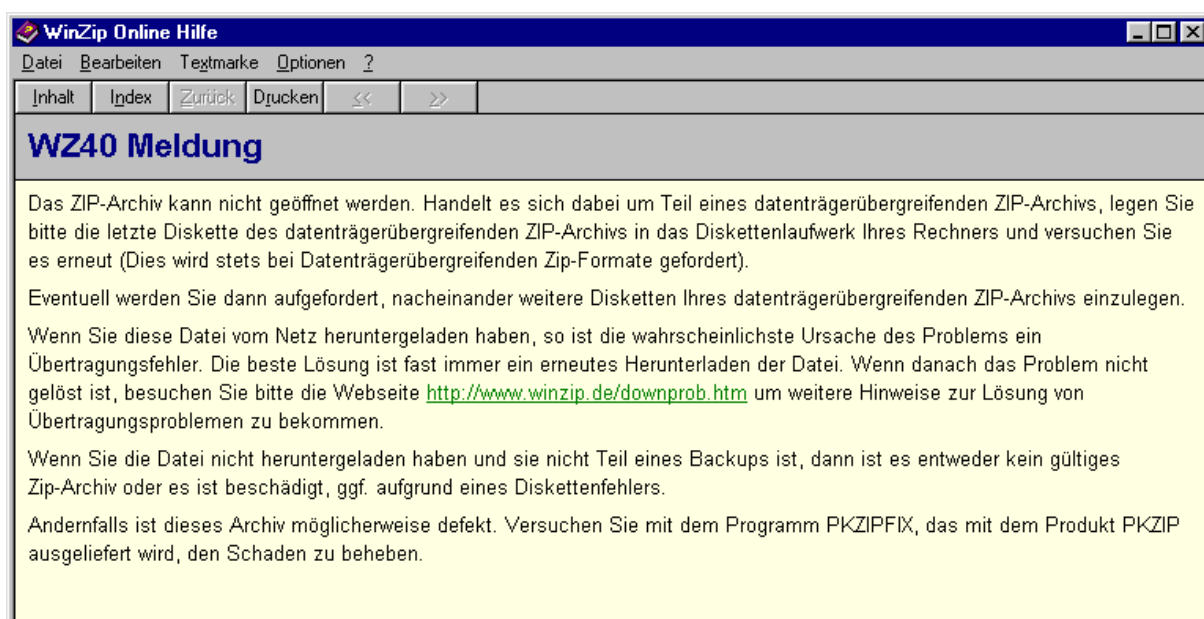 WinZip Online Hilfe
Datei Bearbeiten Textmarke Optionen ?
Inhalt Index Zurück Drucken << >>
WZ40 Meldung
Das ZIP-Archiv kann nicht geöffnet werden. Handelt es sich dabei um Teil eines datenträgerübergreifenden ZIP-Archivs, legen Sie
bitte die letzte Diskette des datenträgerübergreifenden ZIP-Archivs in das Diskettenlaufwerk Ihres Rechners und versuchen Sie
es erneut (Dies wird stets bei Datenträgerübergreifenden Zip-Formate gefordert).
Eventuell werden Sie dann aufgefordert, nacheinander weitere Disketten Ihres datenträgerübergreifenden ZIP-Archivs einzulegen.
Wenn Sie diese Datei vom Netz heruntergeladen haben, so ist die wahrscheinlichste Ursache des Problems ein
Übertragungsfehler. Die beste Lösung ist fast immer ein erneutes Herunterladen der Datei. Wenn danach das Problem nicht
gelöst ist, besuchen Sie bitte die Webseite http://www.winzip.de/downprob.htm um weitere Hinweise zur Lösung von
Übertragungsproblemen zu bekommen.
Wenn Sie die Datei nicht heruntergeladen haben und sie nicht Teil eines Backups ist, dann ist es entweder kein gültiges
Zip-Archiv oder es ist beschädigt, ggf. aufgrund eines Diskettenfehlers.
Andernfalls ist dieses Archiv möglicherweise defekt. Versuchen Sie mit dem Programm PKZIPFIX, das mit dem Produkt PKZIP
ausgeliefert wird, den Schaden zu beheben.